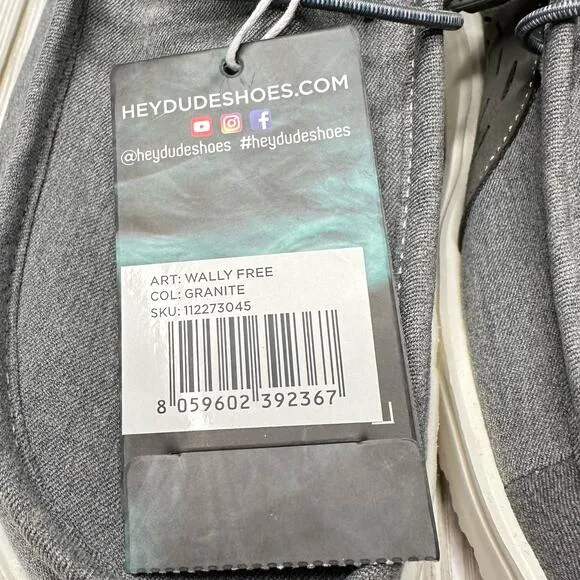 HEYDUDESHOES.COM
@heydudeshoes #heydudeshoes
ART: WALLY FREE
COL: GRANITE
SKU: 112273045
8 059602 392367